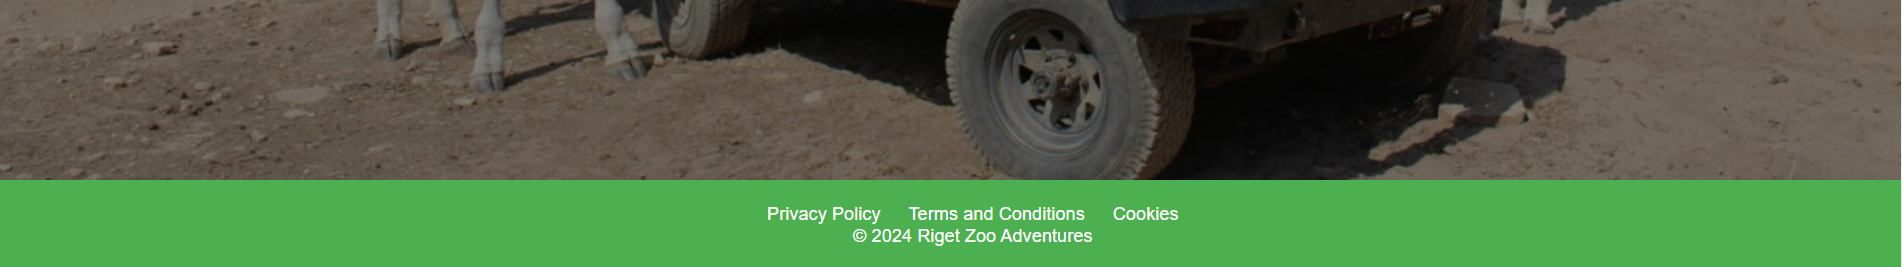 Privacy Policy Terms and Conditions Cookies
© 2024 Riget Zoo Adventures